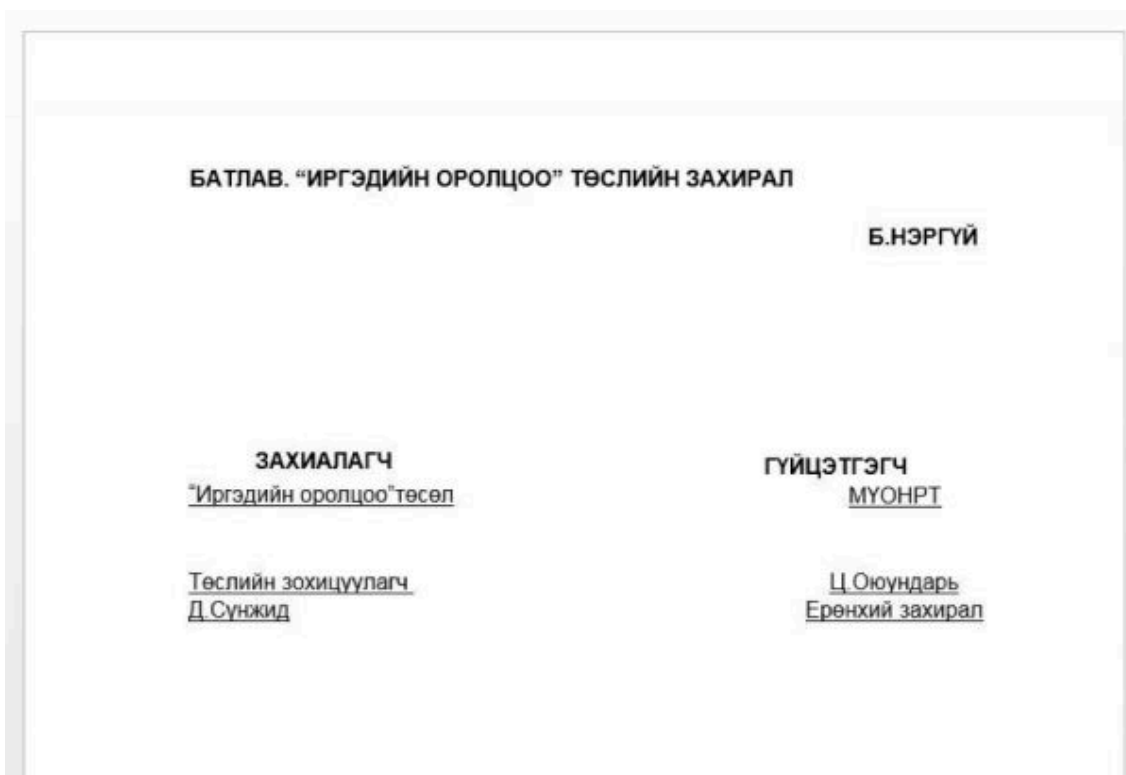 БАТЛАВ. “ИРГЭДИЙН ОРОЛЦОО” ТӨСЛИЙН ЗАХИРАЛ
Б.НЭРГҮЙ
ЗАХИАЛАГЧ
“Иргэдийн оролцоо”төсөл
Төслийн зохицуулагч
Д.Сүнжид
ГҮЙЦЭТГЭГЧ
МҮОНРТ
Ц.Оюундарь
Ерөнхий захирал